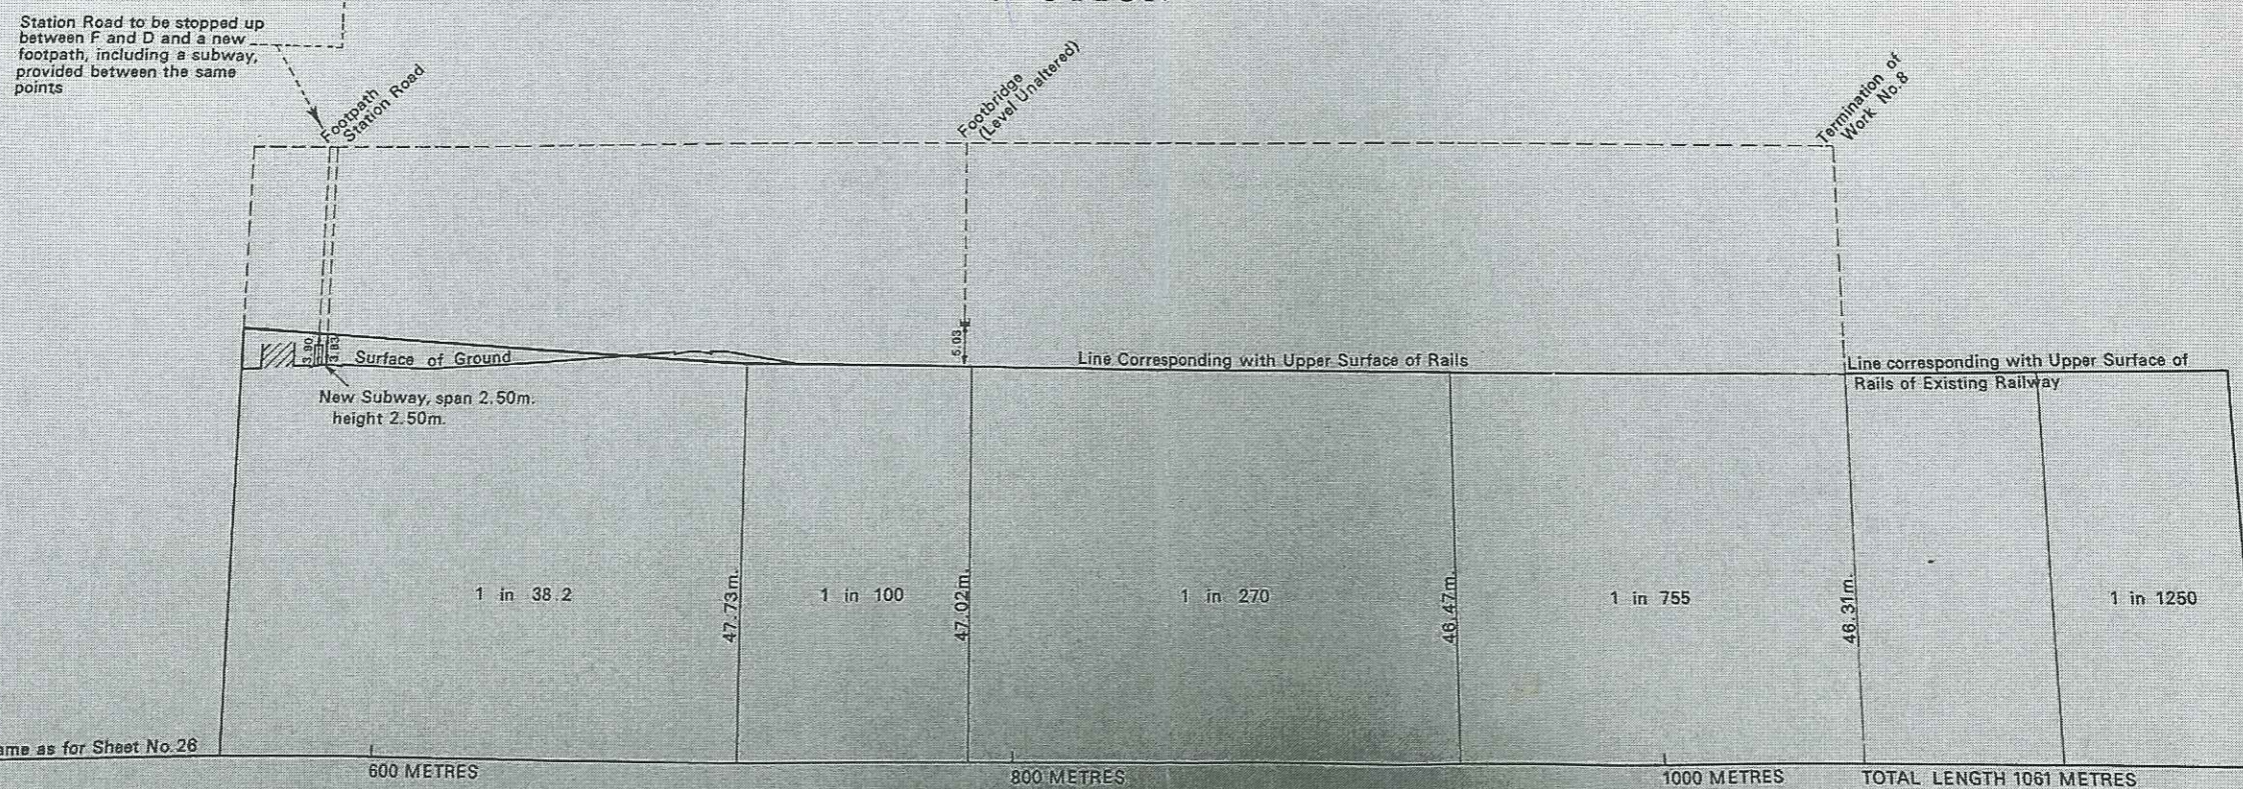 Station Road to be stopped up
between F and D and a new
footpath, including a subway,
provided between the same
points
Footpath
Station Road
Footbridge
(Level Unaltered)
Termination of
Work No.8
3.90
3.83
Surface of Ground
5.03
Line Corresponding with Upper Surface of Rails
Line corresponding with Upper Surface of
Rails of Existing Railway
New Subway, span 2.50m.
height 2.50m.
1 in 38.2
47.73m.
1 in 100
47.02m.
1 in 270
46.47m.
1 in 755
46.31m.
1 in 1250
as for Sheet No.26
600 METRES
800 METRES
1000 METRES
TOTAL LENGTH 1061 METRES